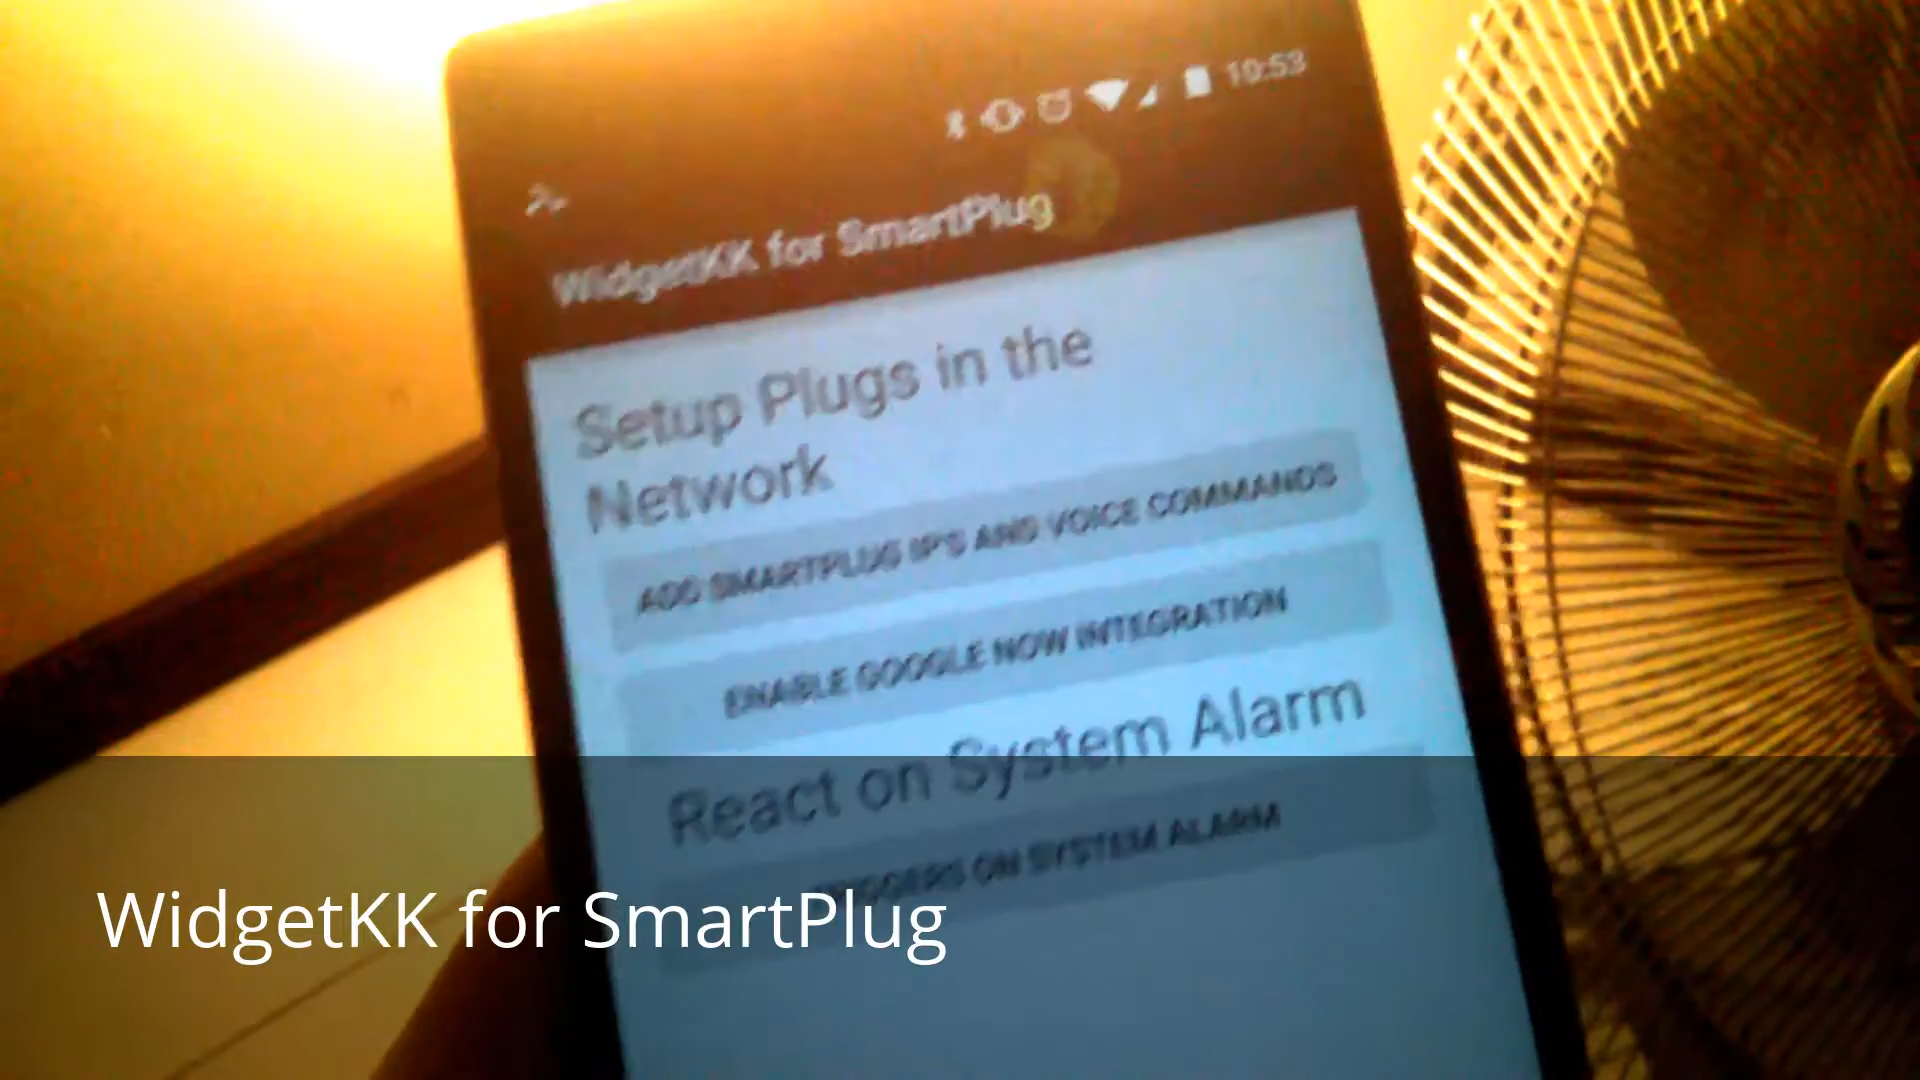 10:53
WidgetKK for SmartPlug
Setup Plugs in the
Network
ADD SMARTPLUG IP'S AND VOICE COMMANDS
ENABLE GOOGLE NOW INTEGRATION
React on System Alarm
TRIGGERS ON SYSTEM ALARM
WidgetKK for SmartPlug